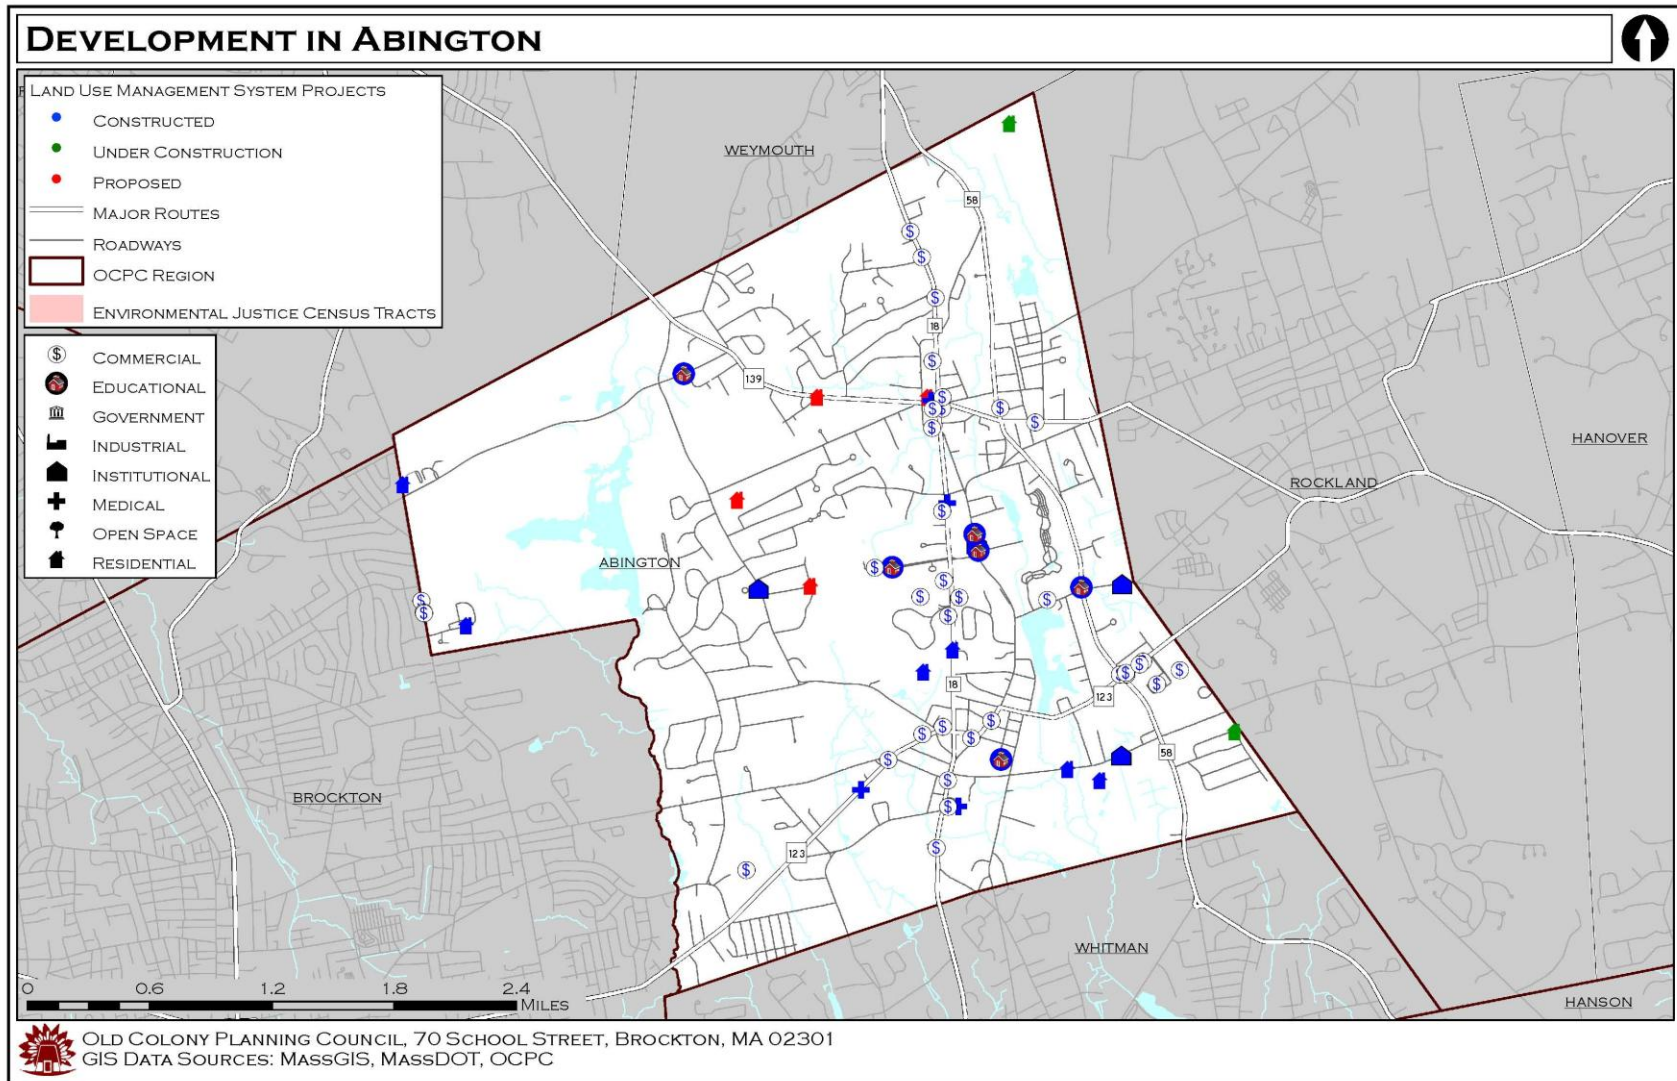 DEVELOPMENT IN ABINGTON
LAND USE MANAGEMENT SYSTEM PROJECTS
CONSTRUCTED
UNDER CONSTRUCTION
PROPOSED
MAJOR ROUTES
ROADWAYS
OCPC REGION
ENVIRONMENTAL JUSTICE CENSUS TRACTS
$ COMMERCIAL
EDUCATIONAL
GOVERNMENT
INDUSTRIAL
INSTITUTIONAL
MEDICAL
OPEN SPACE
RESIDENTIAL
WEYMOUTH
58
18
139
HANOVER
ROCKLAND
ABINGTON
18
123
58
BROCKTON
123
WHITMAN
HANSON
0 0.6 1.2 1.8 2.4
MILES
OLD COLONY PLANNING COUNCIL, 70 SCHOOL STREET, BROCKTON, MA 02301
GIS DATA SOURCES: MASSGIS, MASSDOT, OCPC